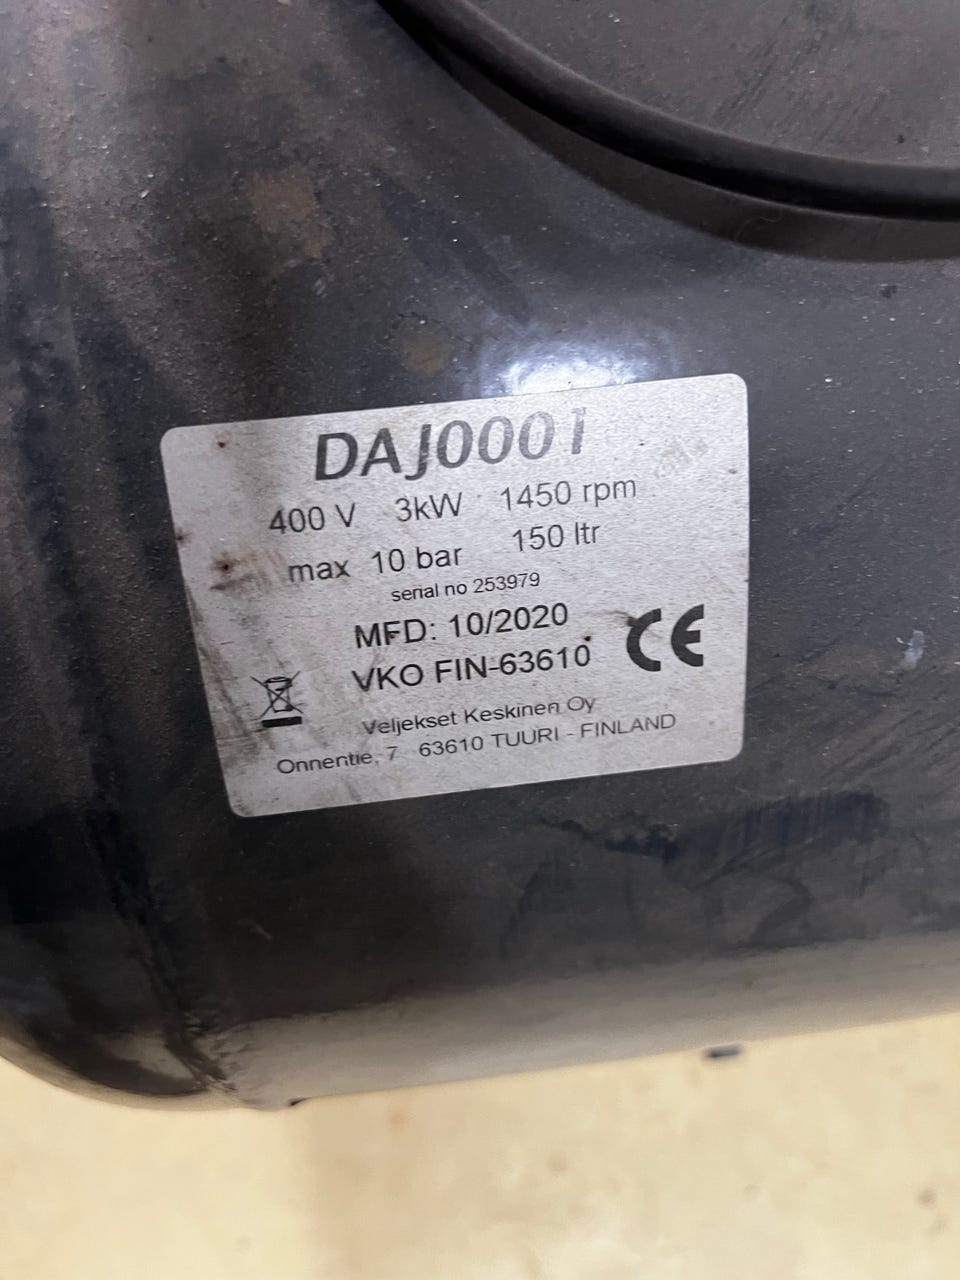 DAJ0001
400 V 3kW 1450 rpm
max 10 bar 150 ltr
serial no 253979
MFD: 10/2020
VKO FIN-63610
CE
Veljekset Keskinen Oy
Onnentie, 7 63610 TUURI - FINLAND